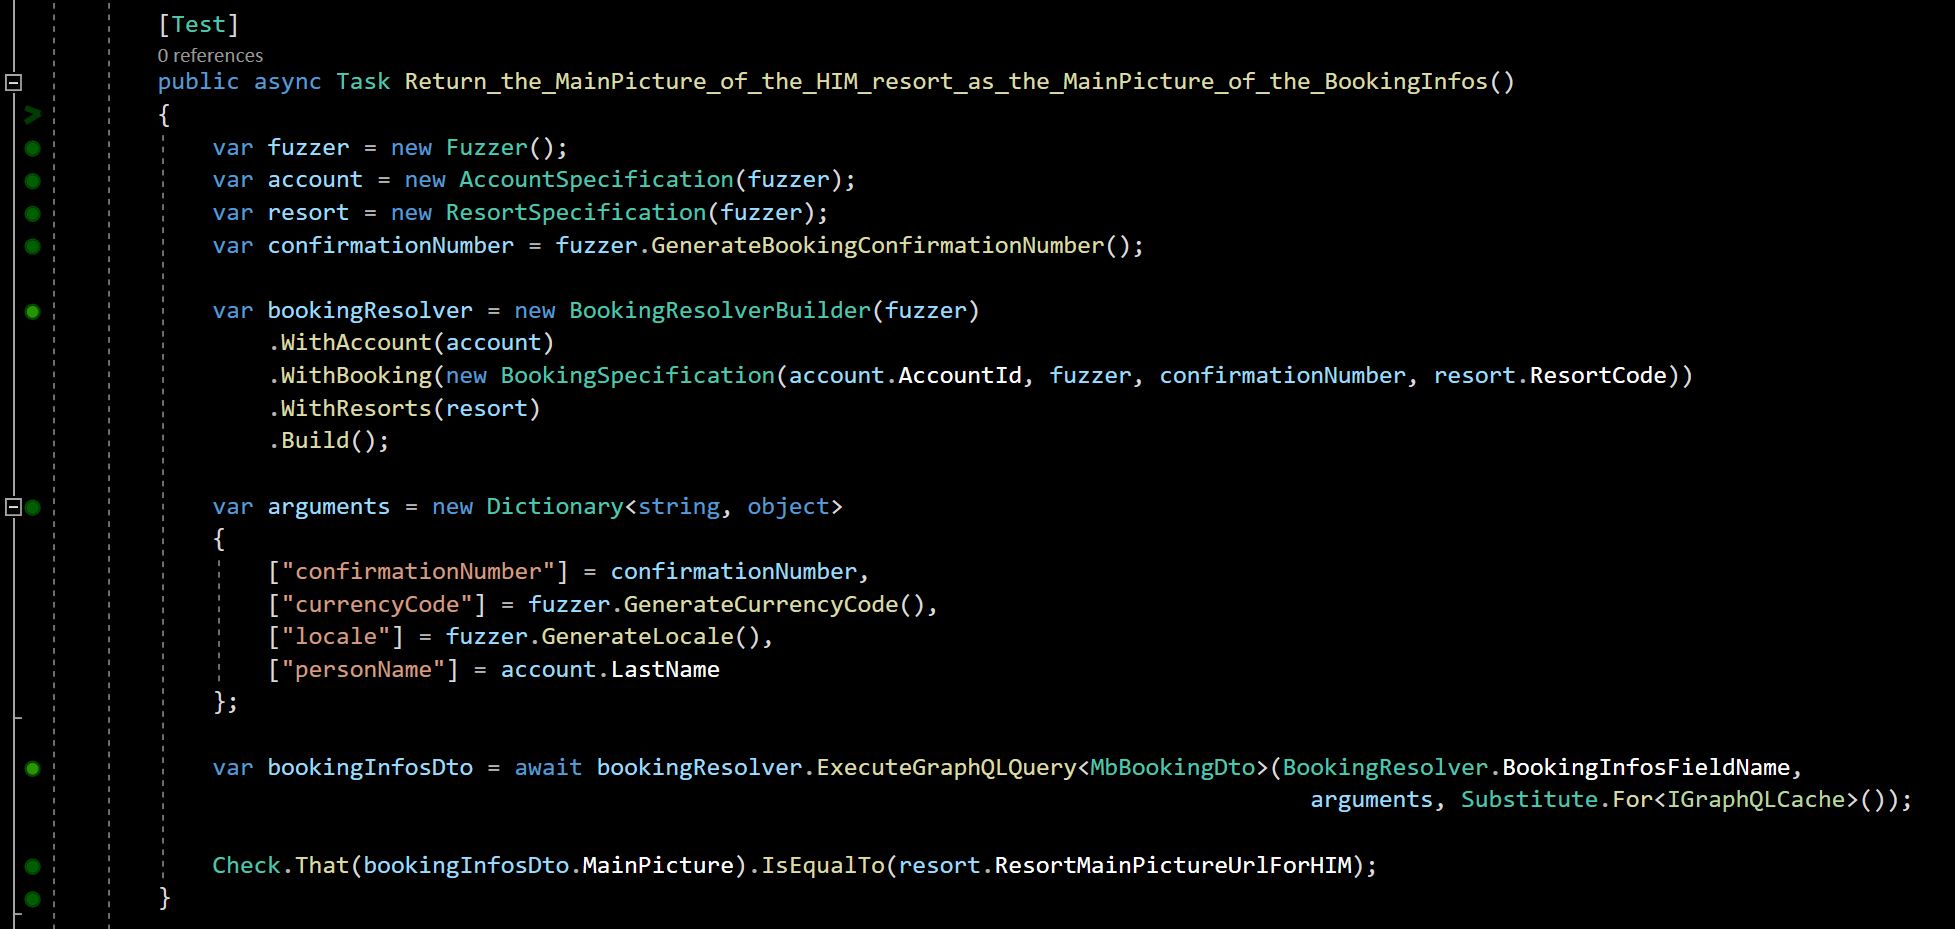 [Test]
0 references
public async Task Return_the_MainPicture_of_the_HIM_resort_as_the_MainPicture_of_the_BookingInfos()
{
var fuzzer = new Fuzzer();
var account = new AccountSpecification(fuzzer);
var resort = new ResortSpecification(fuzzer);
var confirmationNumber = fuzzer.GenerateBookingConfirmationNumber();
var bookingResolver = new BookingResolverBuilder(fuzzer)
.WithAccount(account)
.WithBooking(new BookingSpecification(account.AccountId, fuzzer, confirmationNumber, resort.ResortCode))
.WithResorts(resort)
.Build();
var arguments = new Dictionary<string, object>
{
["confirmationNumber"] = confirmationNumber,
["currencyCode"] = fuzzer.GenerateCurrencyCode(),
["locale"] = fuzzer.GenerateLocale(),
["personName"] = account.LastName
};
var bookingInfosDto = await bookingResolver.ExecuteGraphQLQuery<MbBookingDto>(BookingResolver.BookingInfosFieldName,
arguments, Substitute.For<IGraphQLCache>());
Check.That(bookingInfosDto.MainPicture).IsEqualTo(resort.ResortMainPictureUrlForHIM);
}